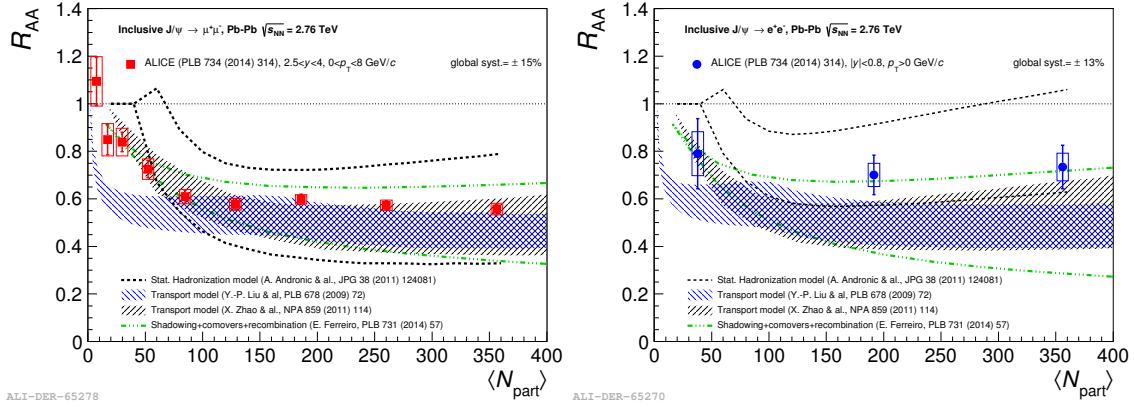 R_AA
1.4
1.2
1
0.8
0.6
0.4
0.2
0
Inclusive J/ψ → μ⁺μ⁻, Pb-Pb √s_NN = 2.76 TeV
ALICE (PLB 734 (2014) 314), 2.5<y<4, 0<p_T<8 GeV/c global syst.= ± 15%
Stat. Hadronization model (A. Andronic & al., JPG 38 (2011) 124081)
Transport model (Y.-P. Liu & al, PLB 678 (2009) 72)
Transport model (X. Zhao & al., NPA 859 (2011) 114)
Shadowing+comovers+recombination (E. Ferreiro, PLB 731 (2014) 57)
0 50 100 150 200 250 300 350 400
⟨N_part⟩
ALI-DER-65278
R_AA
1.4
1.2
1
0.8
0.6
0.4
0.2
0
Inclusive J/ψ → e⁺e⁻, Pb-Pb √s_NN = 2.76 TeV
ALICE (PLB 734 (2014) 314), |y|<0.8, p_T>0 GeV/c global syst.= ± 13%
Stat. Hadronization model (A. Andronic & al., JPG 38 (2011) 124081)
Transport model (Y.-P. Liu & al, PLB 678 (2009) 72)
Transport model (X. Zhao & al., NPA 859 (2011) 114)
Shadowing+comovers+recombination (E. Ferreiro, PLB 731 (2014) 57)
0 50 100 150 200 250 300 350 400
⟨N_part⟩
ALI-DER-65270